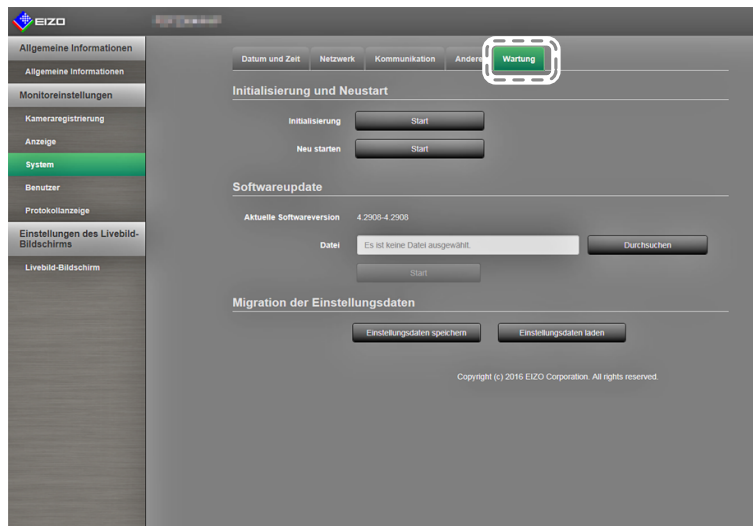 EIZO
Allgemeine Informationen
Allgemeine Informationen
Monitoreinstellungen
Kameraregistrierung
Anzeige
System
Benutzer
Protokollanzeige
Einstellungen des Livebild-
Bildschirms
Livebild-Bildschirm
Datum und Zeit Netzwerk Kommunikation Andere Wartung
Initialisierung und Neustart
Initialisierung Start
Neu starten Start
Softwareupdate
Aktuelle Softwareversion 4.2908-4.2908
Datei Es ist keine Datei ausgewählt. Durchsuchen
Start
Migration der Einstellungsdaten
Einstellungsdaten speichern Einstellungsdaten laden
Copyright (c) 2016 EIZO Corporation. All rights reserved.